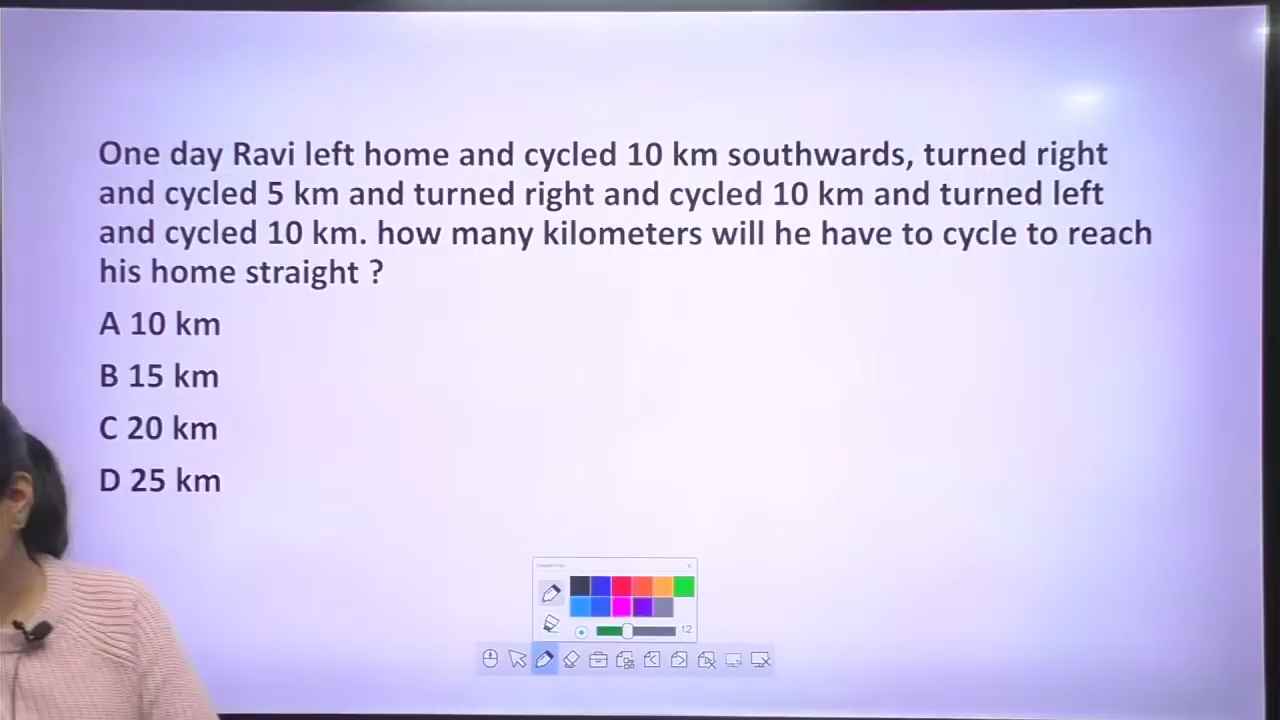 One day Ravi left home and cycled 10 km southwards, turned right
and cycled 5 km and turned right and cycled 10 km and turned left
and cycled 10 km. how many kilometers will he have to cycle to reach
his home straight ?
A 10 km
B 15 km
C 20 km
D 25 km
12